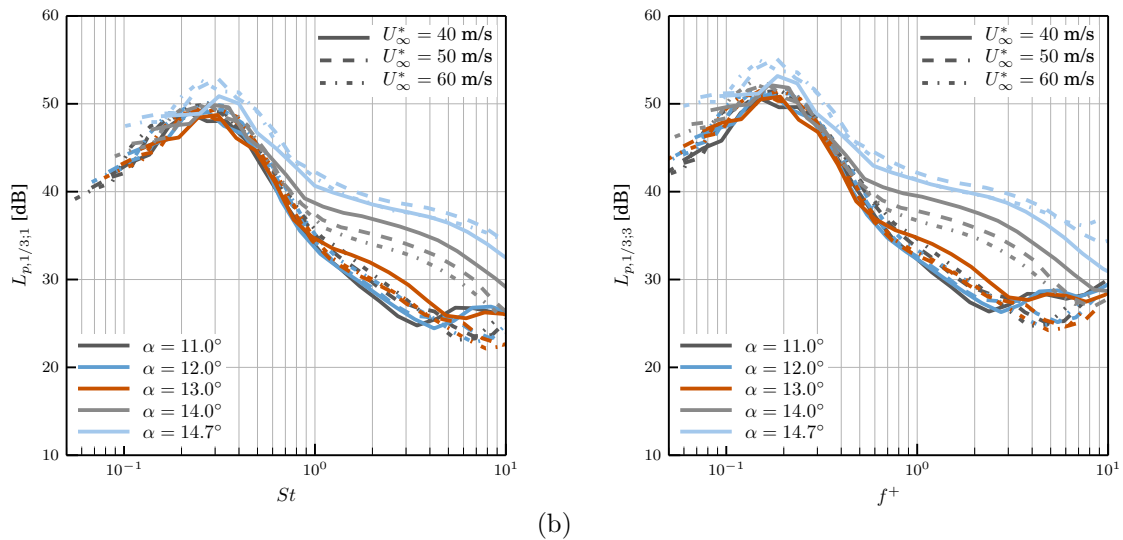 60
50
40
30
20
10
L_{p,1/3;1} [dB]
U^*_∞ = 40 m/s
U^*_∞ = 50 m/s
U^*_∞ = 60 m/s
α = 11.0°
α = 12.0°
α = 13.0°
α = 14.0°
α = 14.7°
10^{−1} 10^0 10^1
St
60
50
40
30
20
10
L_{p,1/3;3} [dB]
U^*_∞ = 40 m/s
U^*_∞ = 50 m/s
U^*_∞ = 60 m/s
α = 11.0°
α = 12.0°
α = 13.0°
α = 14.0°
α = 14.7°
10^{−1} 10^0 10^1
f^+
(b)